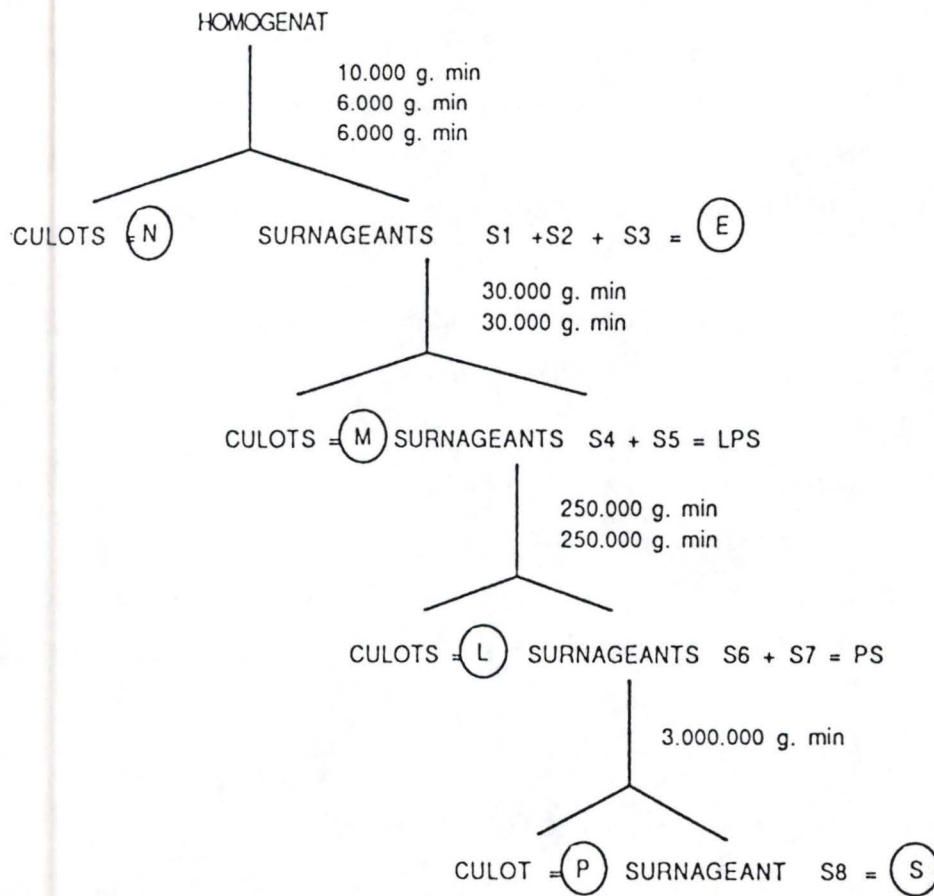 HOMOGENAT
10.000 g. min
6.000 g. min
6.000 g. min
CULOTS = N SURNAGEANTS S1 +S2 + S3 = E
30.000 g. min
30.000 g. min
CULOTS = M SURNAGEANTS S4 + S5 = LPS
250.000 g. min
250.000 g. min
CULOTS = L SURNAGEANTS S6 + S7 = PS
3.000.000 g. min
CULOT = P SURNAGEANT S8 = S